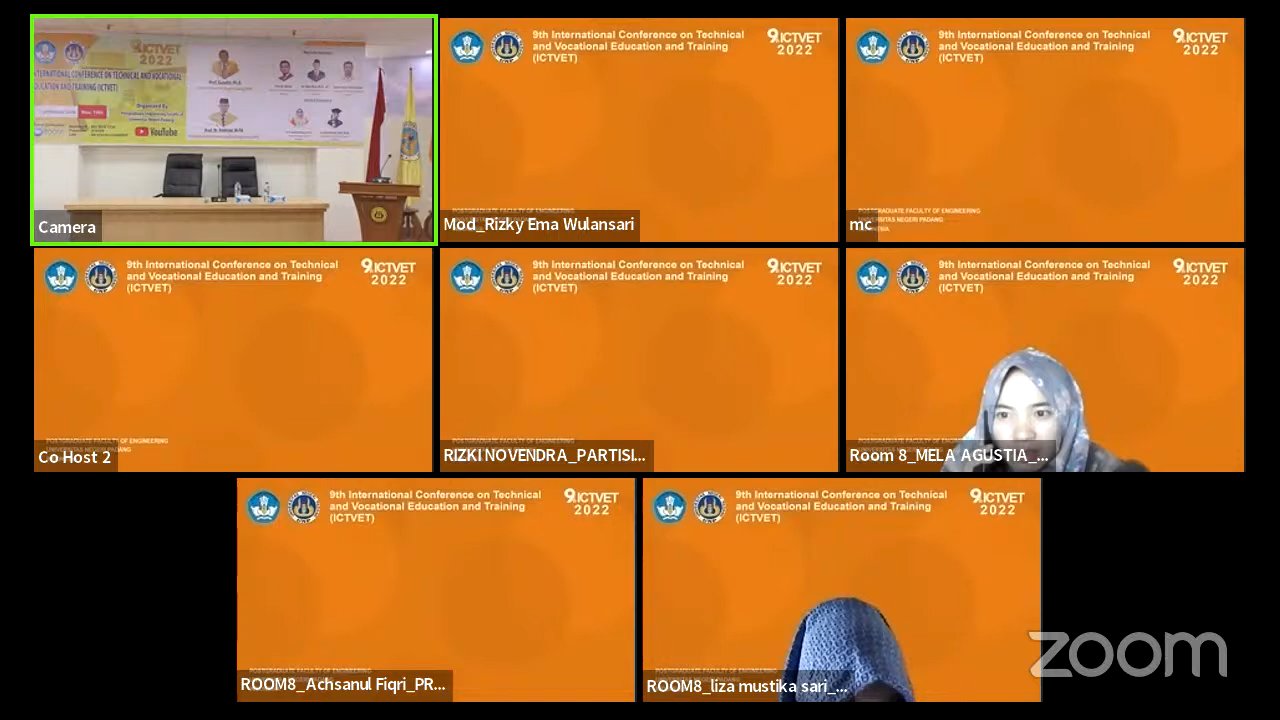 9.ICTVET
2022
INTERNATIONAL CONFERENCE ON TECHNICAL AND VOCATIONAL
EDUCATION AND TRAINING (ICTVET)
Organized By
YouTube
Camera
9th International Conference on Technical
and Vocational Education and Training
(ICTVET)
9.ICTVET
2022
Mod_Rizky Ema Wulansari
9th International Conference on Technical
and Vocational Education and Training
(ICTVET)
9.ICTVET
2022
POSTGRADUATE FACULTY OF ENGINEERING
UNIVERSITAS NEGERI PADANG
mc
9th International Conference on Technical
and Vocational Education and Training
(ICTVET)
9.ICTVET
2022
POSTGRADUATE FACULTY OF ENGINEERING
Co Host 2
9th International Conference on Technical
and Vocational Education and Training
(ICTVET)
9.ICTVET
2022
RIZKI NOVENDRA_PARTISI...
9th International Conference on Technical
and Vocational Education and Training
(ICTVET)
9.ICTVET
2022
Room 8_MELA AGUSTIA_...
9th International Conference on Technical
and Vocational Education and Training
(ICTVET)
9.ICTVET
2022
POSTGRADUATE FACULTY OF ENGINEERING
ROOM8_Achsanul Fiqri_PR...
9th International Conference on Technical
and Vocational Education and Training
(ICTVET)
9.ICTVET
2022
POSTGRADUATE FACULTY OF ENGINEERING
ROOM8_liza mustika sari_...
zoom